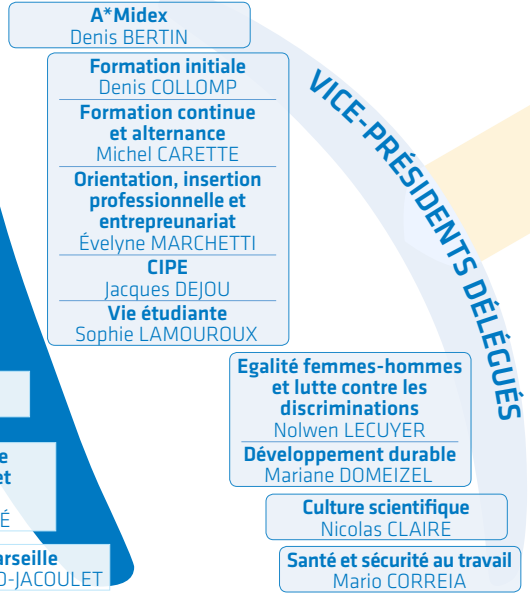 A*Midex
Denis BERTIN
Formation initiale
Denis COLLOMP
Formation continue
et alternance
Michel CARETTE
Orientation, insertion
professionnelle et
entrepreunariat
Évelyne MARCHETTI
CIPE
Jacques DEJOU
Vie étudiante
Sophie LAMOUROUX
VICE-PRÉSIDENTS DÉLÉGUÉS
Egalité femmes-hommes
et lutte contre les
discriminations
Nolwen LECUYER
Développement durable
Mariane DOMEIZEL
Culture scientifique
Nicolas CLAIRE
Santé et sécurité au travail
Mario CORREIA
et